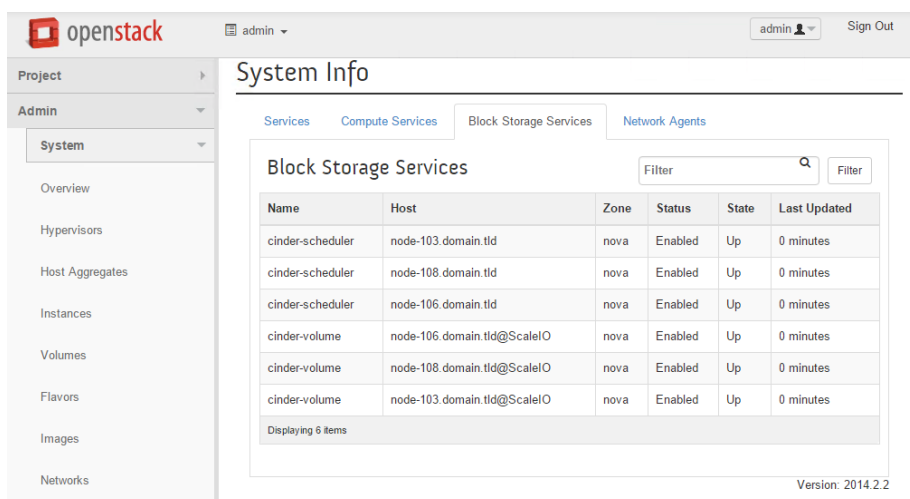 openstack
admin
admin
Sign Out
Project
Admin
System
Overview
Hypervisors
Host Aggregates
Instances
Volumes
Flavors
Images
Networks
System Info
Services Compute Services Block Storage Services Network Agents
Block Storage Services
Filter
Filter
Name Host Zone Status State Last Updated
cinder-scheduler node-103.domain.tld nova Enabled Up 0 minutes
cinder-scheduler node-108.domain.tld nova Enabled Up 0 minutes
cinder-scheduler node-106.domain.tld nova Enabled Up 0 minutes
cinder-volume node-106.domain.tld@ScaleIO nova Enabled Up 0 minutes
cinder-volume node-108.domain.tld@ScaleIO nova Enabled Up 0 minutes
cinder-volume node-103.domain.tld@ScaleIO nova Enabled Up 0 minutes
Displaying 6 items
Version: 2014.2.2